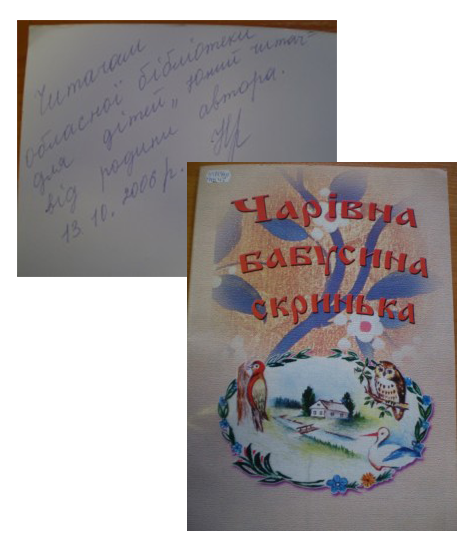 Читачам
обласної бібліотеки
для дітей „Юний читач"
від родини автора.
13.10.2006 р.
Чарівна
бабусина
скринька